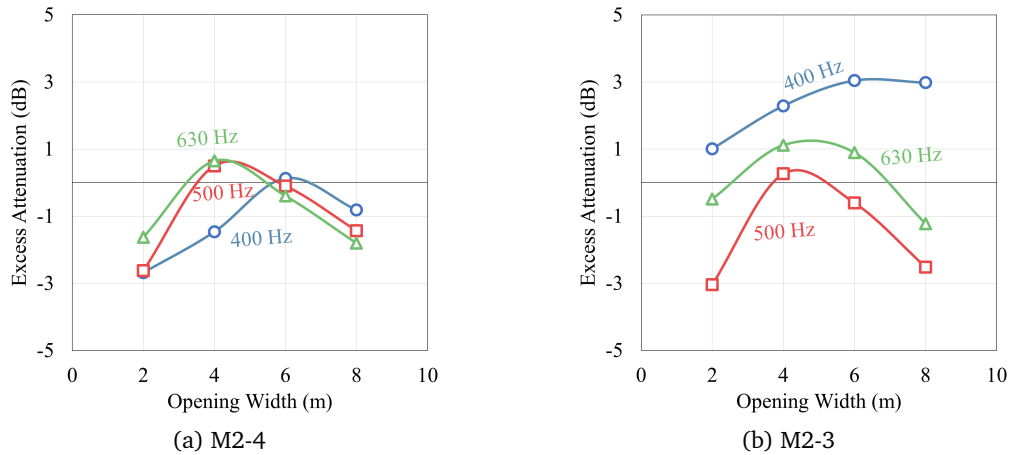 5
3
1
-1
-3
-5
Excess Attenuation (dB)
630 Hz
500 Hz
400 Hz
0 2 4 6 8 10
Opening Width (m)
(a) M2-4
5
3
1
-1
-3
-5
Excess Attenuation (dB)
400 Hz
630 Hz
500 Hz
0 2 4 6 8 10
Opening Width (m)
(b) M2-3